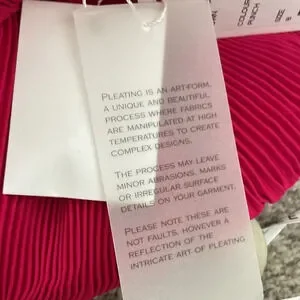 PLEATING IS AN ARTFORM,
A UNIQUE AND BEAUTIFUL
PROCESS WHERE FABRICS
ARE MANIPULATED AT HIGH
TEMPERATURES TO CREATE
COMPLEX DESIGNS.
THE PROCESS MAY LEAVE
MINOR ABRASIONS, MARKS
OR IRREGULAR SURFACE
DETAILS ON YOUR GARMENT.
PLEASE NOTE THESE ARE
NOT FAULTS, HOWEVER A
REFLECTION OF THE
INTRICATE ART OF PLEATING
COLOUR
PUNCH
SIZE
8